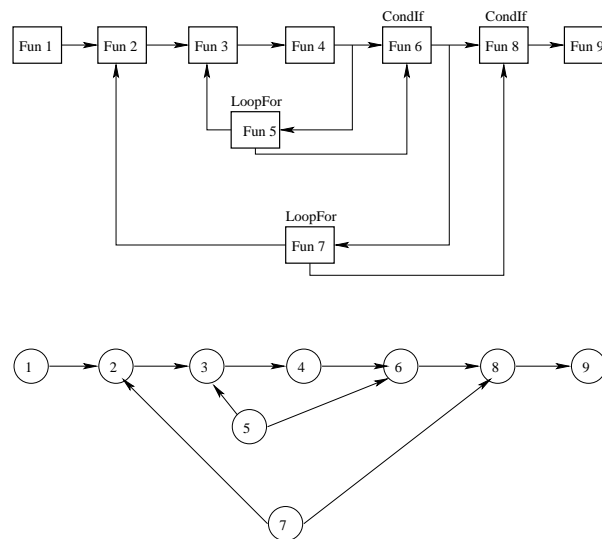 CondIf CondIf
Fun 1 Fun 2 Fun 3 Fun 4 Fun 6 Fun 8 Fun 9
LoopFor
Fun 5
LoopFor
Fun 7
1 2 3 4 6 8 9
5
7